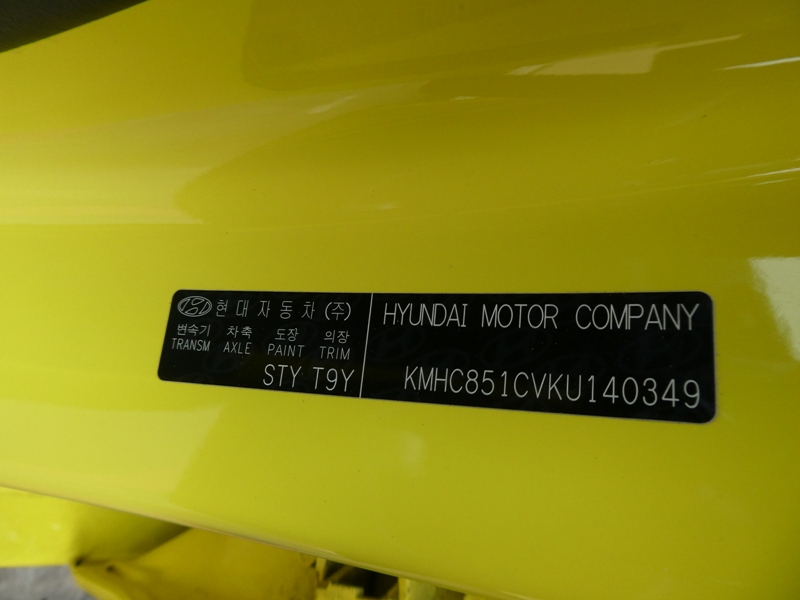 현대자동차(주)
변속기 차축 도장 의장
TRANSM AXLE PAINT TRIM
STY T9Y
HYUNDAI MOTOR COMPANY
KMHC851CVKU140349